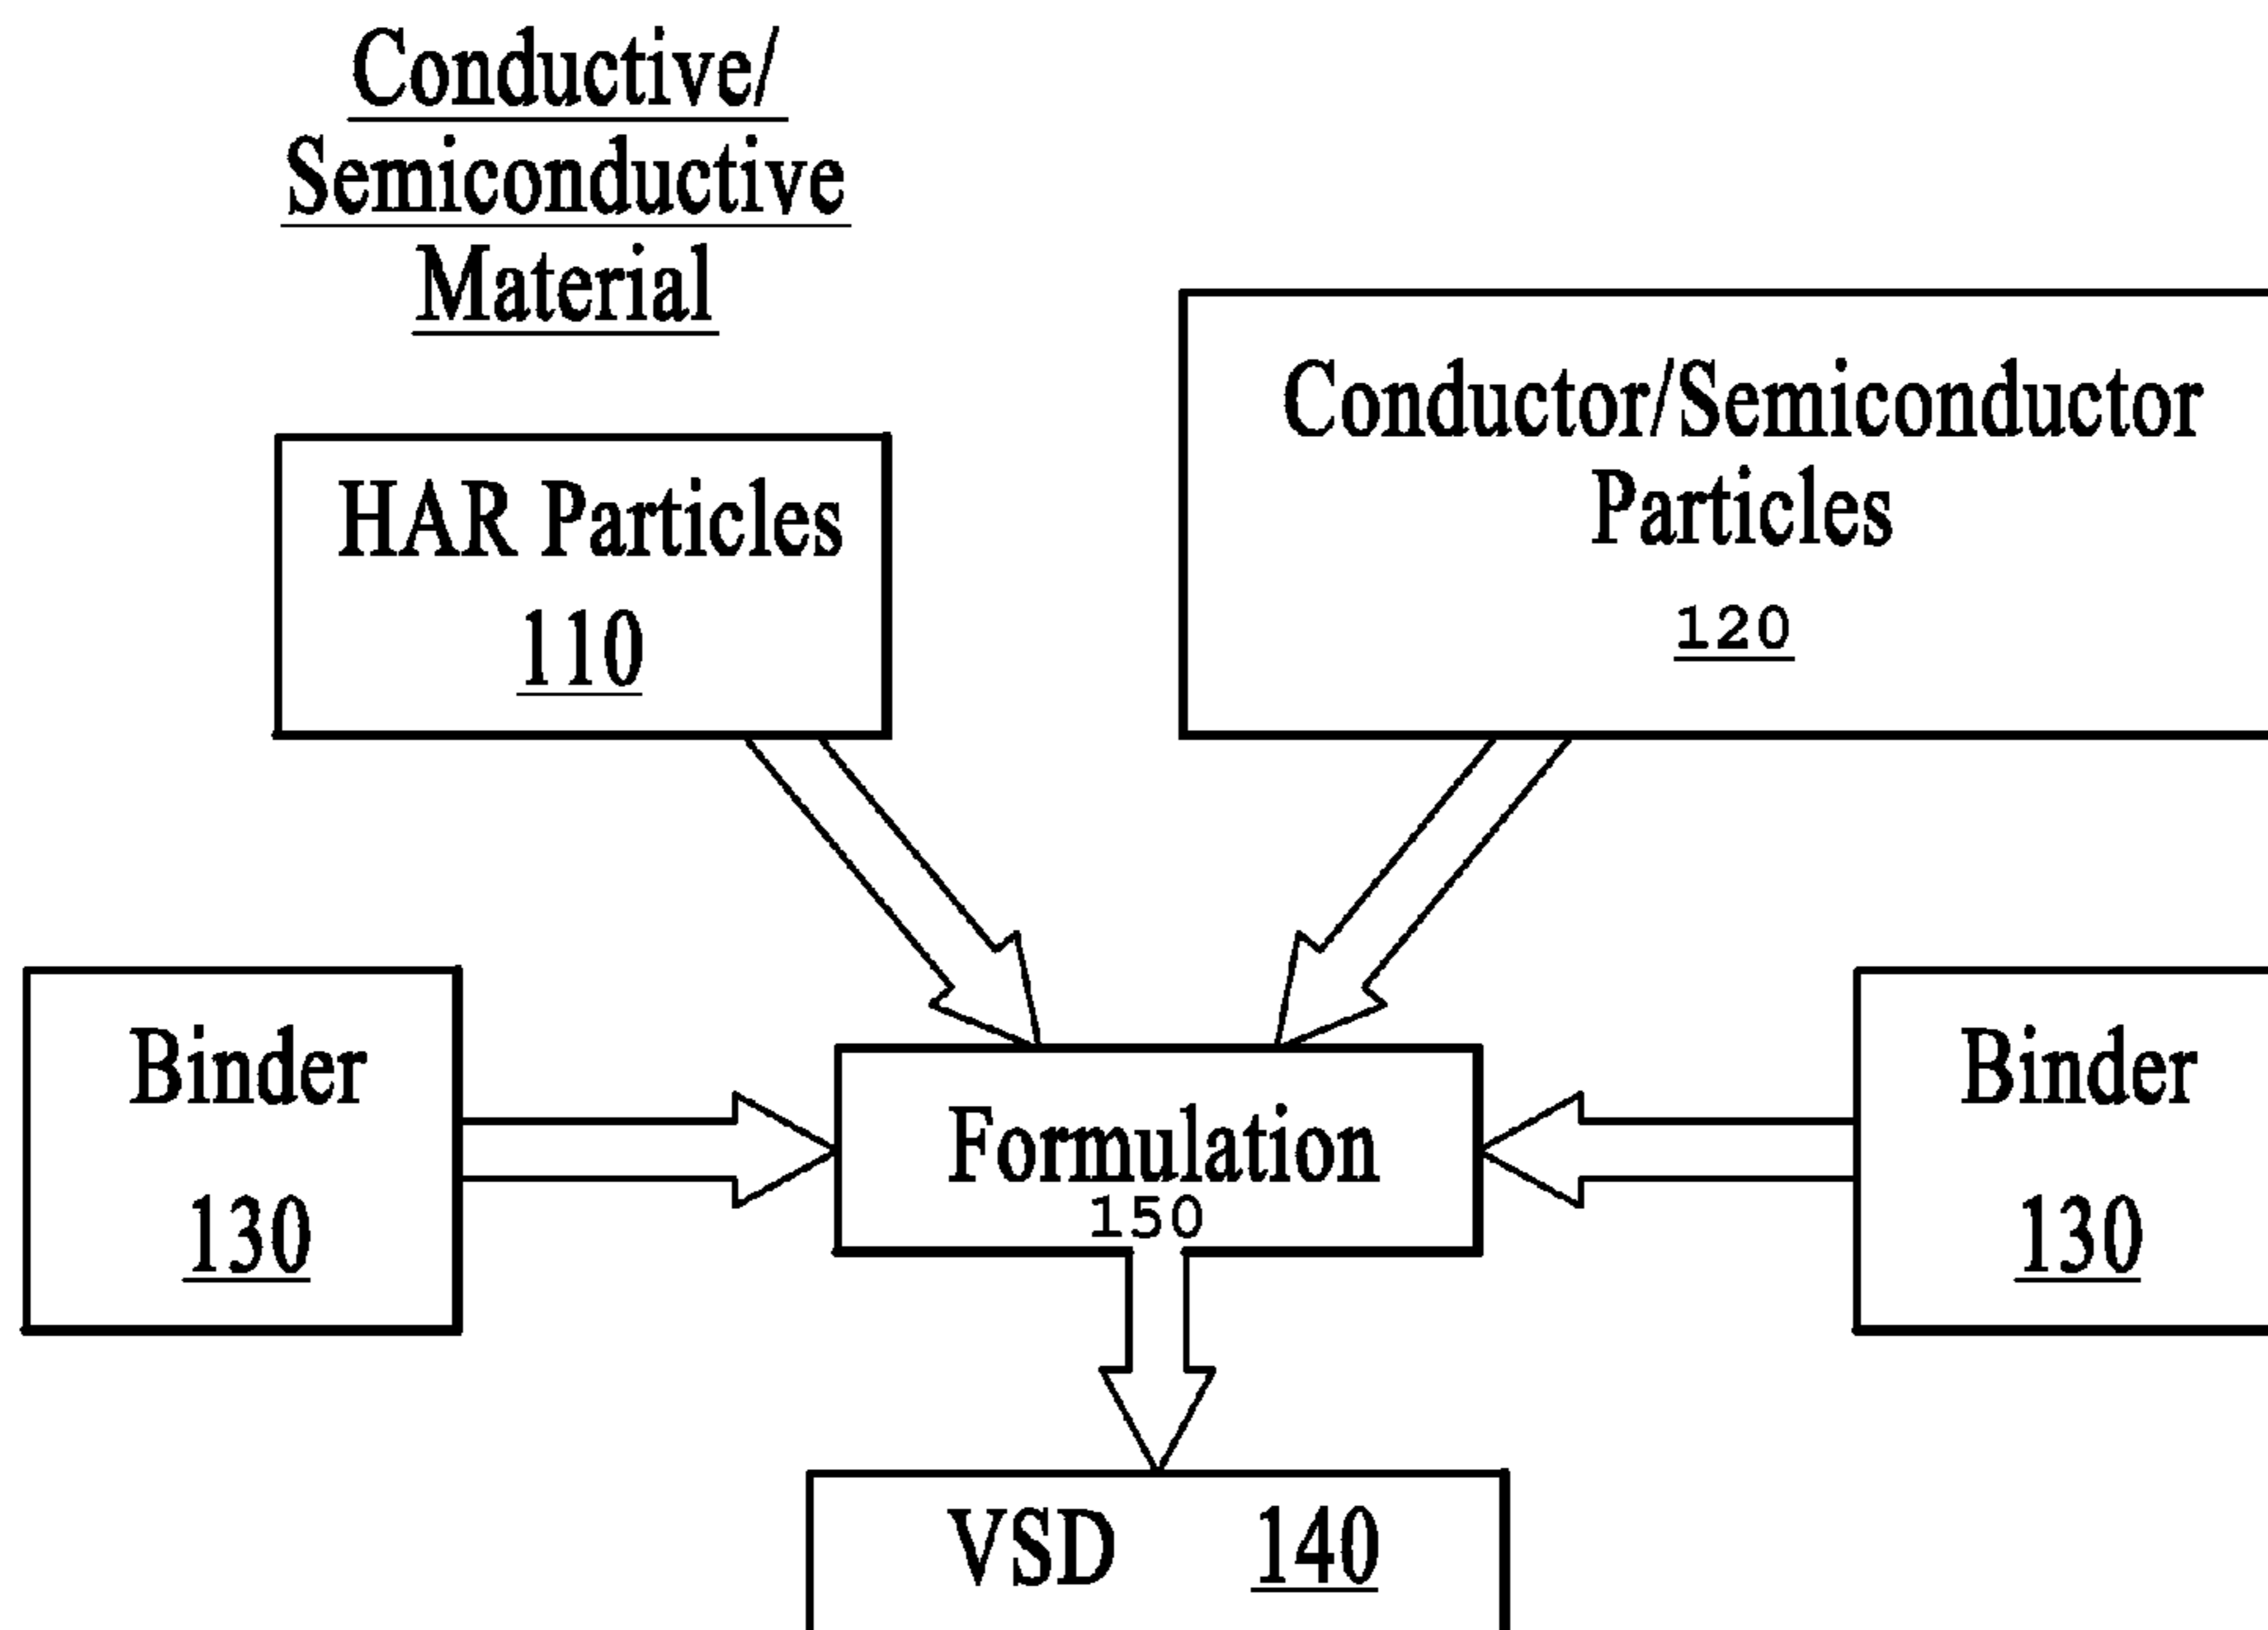 Conductive/
Semiconductive
Material
HAR Particles
110
Conductor/Semiconductor
Particles
120
Binder
130
Formulation
150
Binder
130
VSD 140